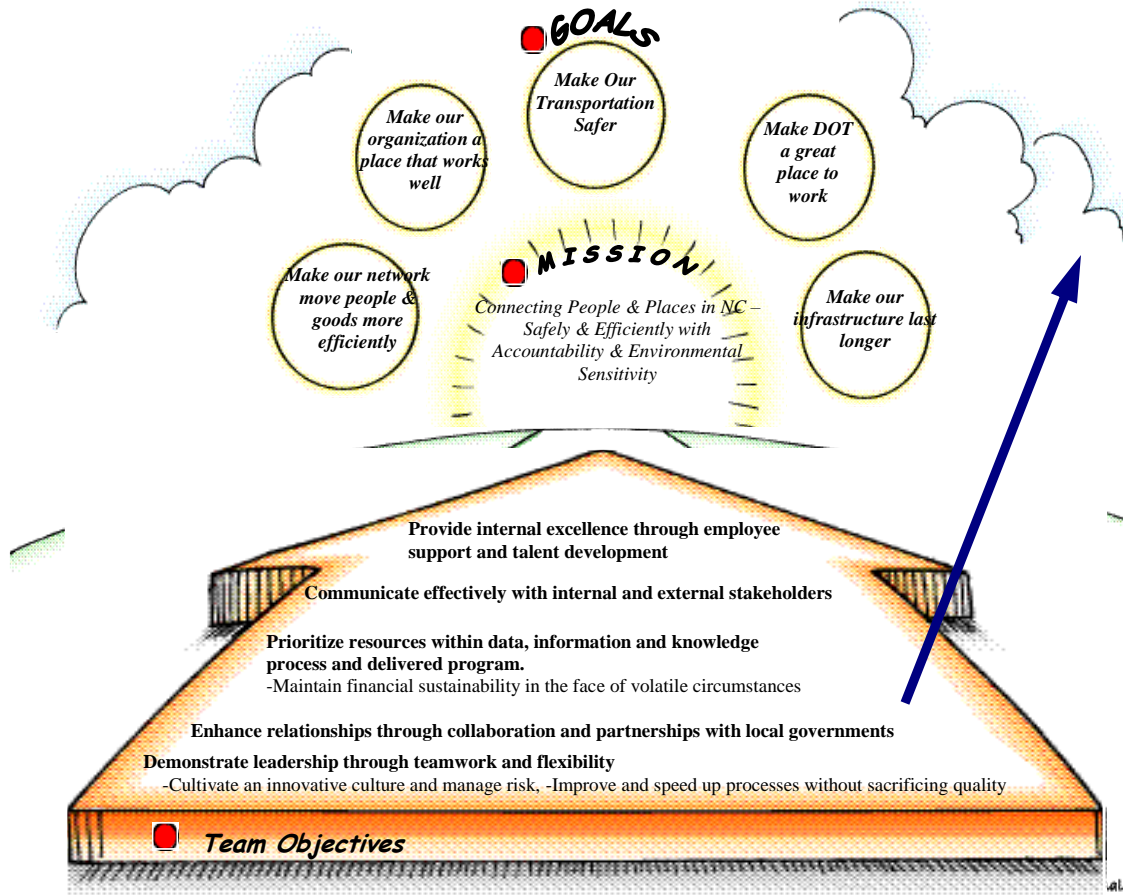 GOALS
Make Our
Transportation
Safer
Make our
organization a
place that works
well
Make DOT
a great
place to
work
Make our network
move people &
goods more
efficiently
MISSION
Connecting People & Places in NC –
Safely & Efficiently with
Accountability & Environmental
Sensitivity
Make our
infrastructure last
longer
Provide internal excellence through employee
support and talent development
Communicate effectively with internal and external stakeholders
Prioritize resources within data, information and knowledge
process and delivered program.
-Maintain financial sustainability in the face of volatile circumstances
Enhance relationships through collaboration and partnerships with local governments
Demonstrate leadership through teamwork and flexibility
-Cultivate an innovative culture and manage risk, -Improve and speed up processes without sacrificing quality
Team Objectives